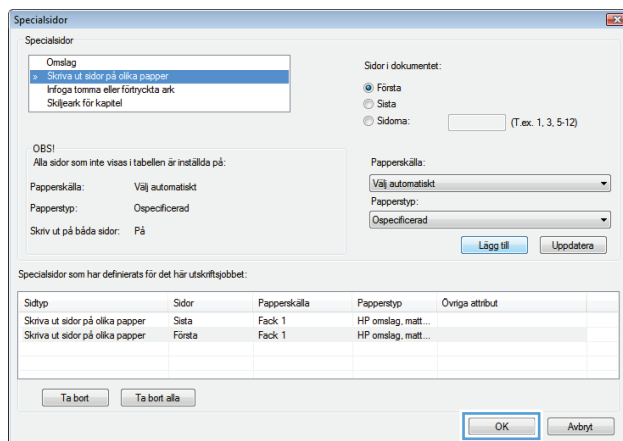 Specialsidor
Specialsidor
Omslag
» Skriva ut sidor på olika papper
Infoga tomma eller förtryckta ark
Skiljeark för kapitel
Sidor i dokumentet:
Första
Sista
Sidorna:
(T.ex. 1, 3, 5-12)
OBS!
Alla sidor som inte visas i tabellen är inställda på:
Papperskälla: Välj automatiskt
Papperstyp: Ospecificerad
Skriv ut på båda sidor: På
Papperskälla:
Välj automatiskt
Papperstyp:
Ospecificerad
Lägg till Uppdatera
Specialsidor som har definierats för det här utskriftsjobbet:
Sidtyp Sidor Papperskälla Papperstyp Övriga attribut
Skriva ut sidor på olika papper Sista Fack 1 HP omslag, matt...
Skriva ut sidor på olika papper Första Fack 1 HP omslag, matt...
Ta bort Ta bort alla
OK Avbryt